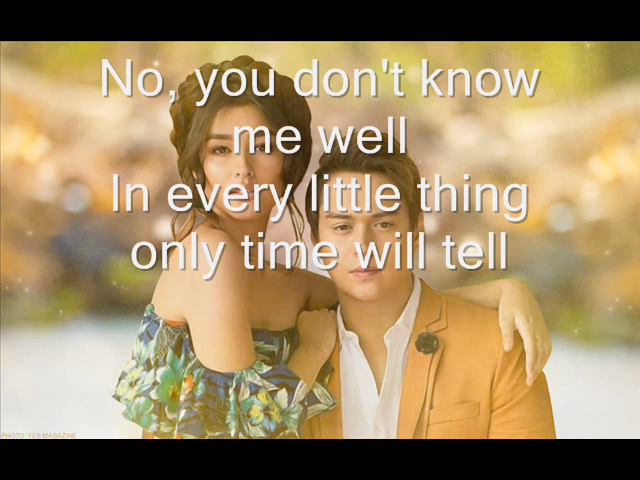 No, you don't know
me well
In every little thing
only time will tell
PHOTO: YES MAGAZINE